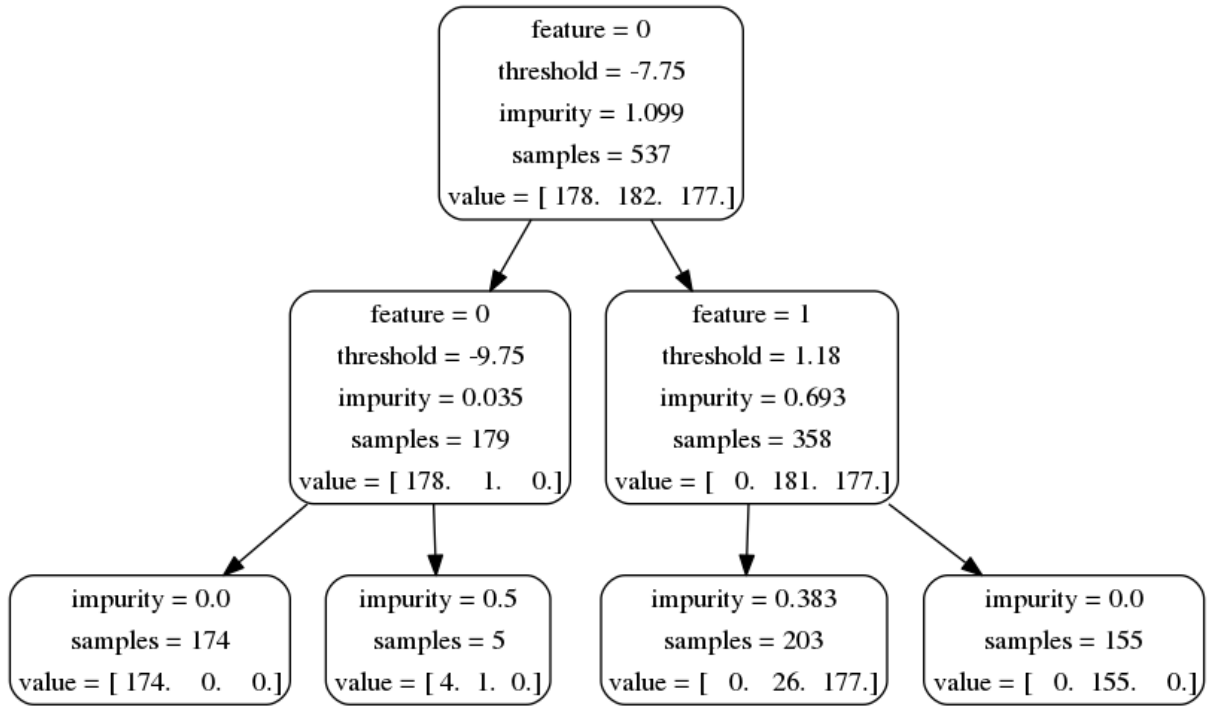 feature = 0
threshold = -7.75
impurity = 1.099
samples = 537
value = [ 178. 182. 177.]
feature = 0
threshold = -9.75
impurity = 0.035
samples = 179
value = [ 178. 1. 0.]
feature = 1
threshold = 1.18
impurity = 0.693
samples = 358
value = [ 0. 181. 177.]
impurity = 0.0
samples = 174
value = [ 174. 0. 0.]
impurity = 0.5
samples = 5
value = [ 4. 1. 0.]
impurity = 0.383
samples = 203
value = [ 0. 26. 177.]
impurity = 0.0
samples = 155
value = [ 0. 155. 0.]